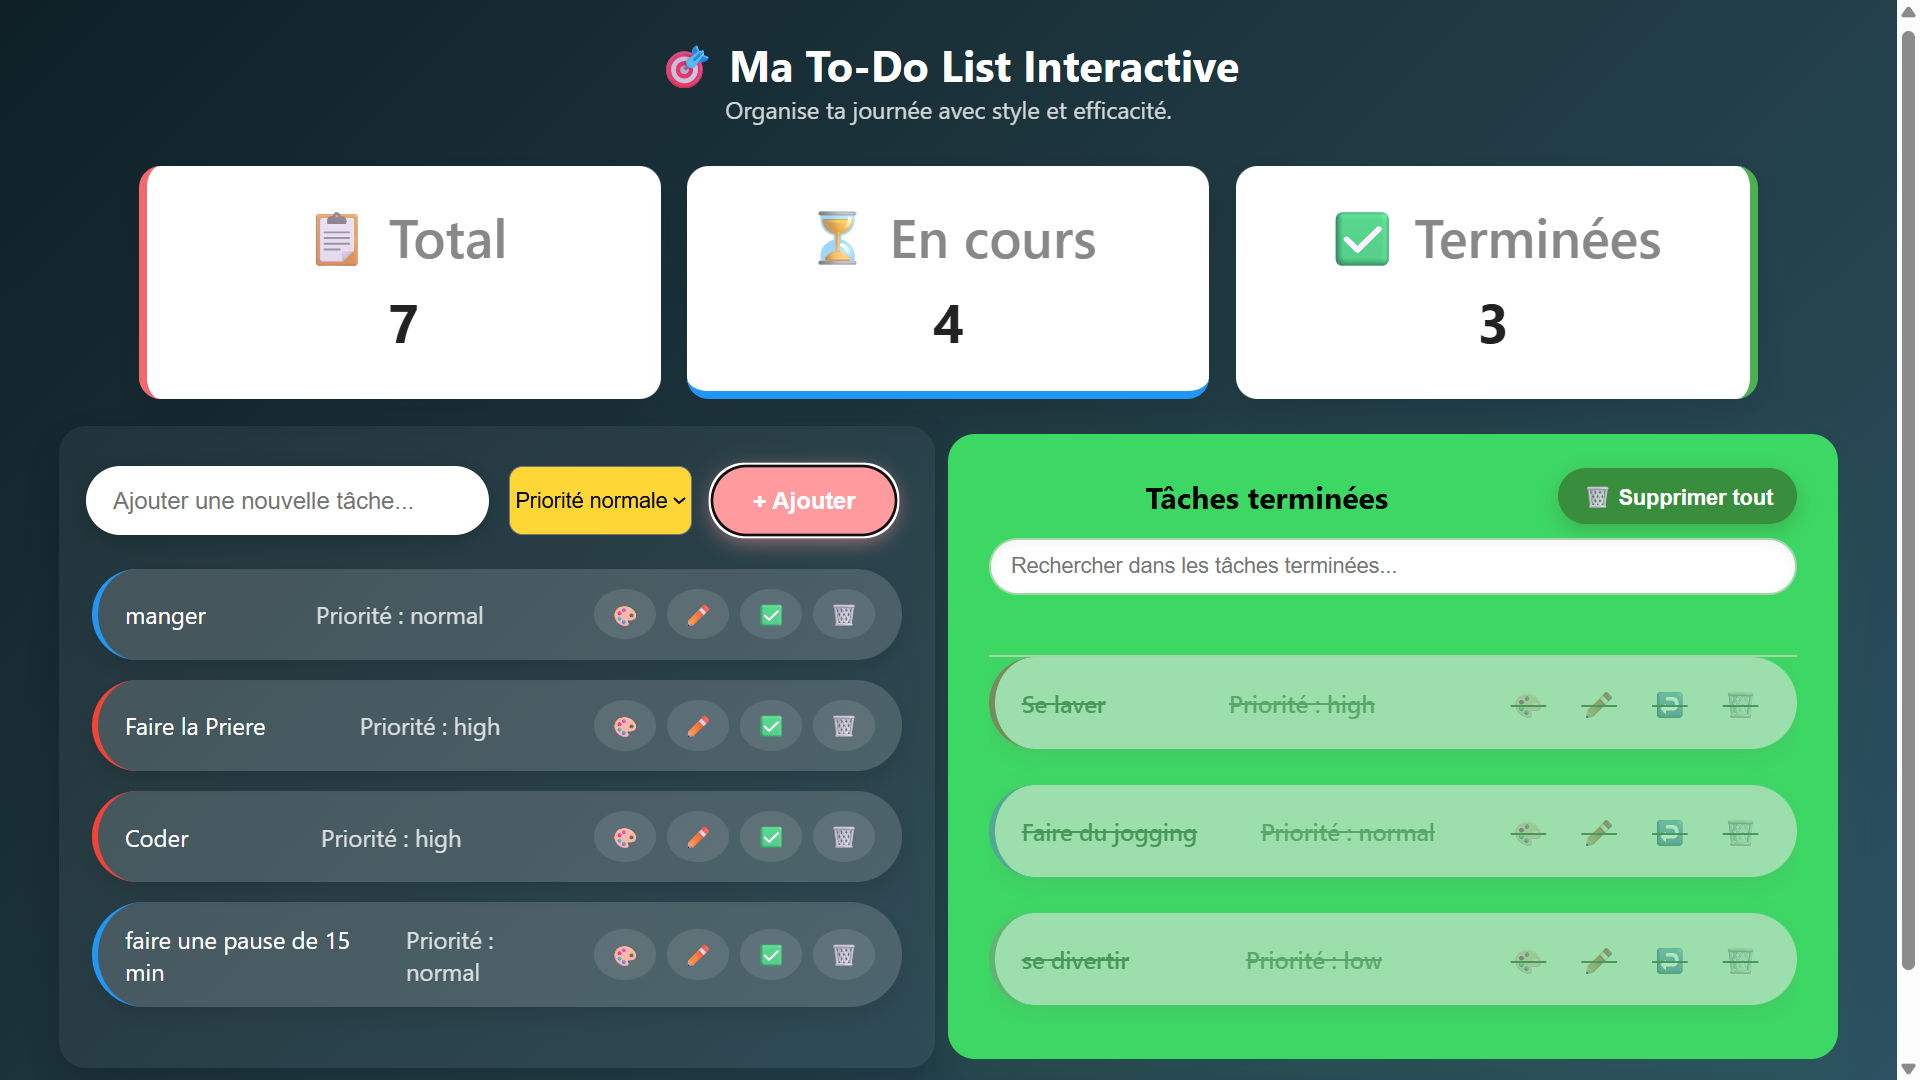 Ma To-Do List Interactive
Organise ta journée avec style et efficacité.
Total
7
En cours
4
Terminées
3
Ajouter une nouvelle tâche...
Priorité normale
+ Ajouter
manger
Priorité : normal
Faire la Priere
Priorité : high
Coder
Priorité : high
faire une pause de 15
min
Priorité :
normal
Tâches terminées
Supprimer tout
Rechercher dans les tâches terminées...
Se laver
Priorité : high
Faire du jogging
Priorité : normal
se divertir
Priorité : low